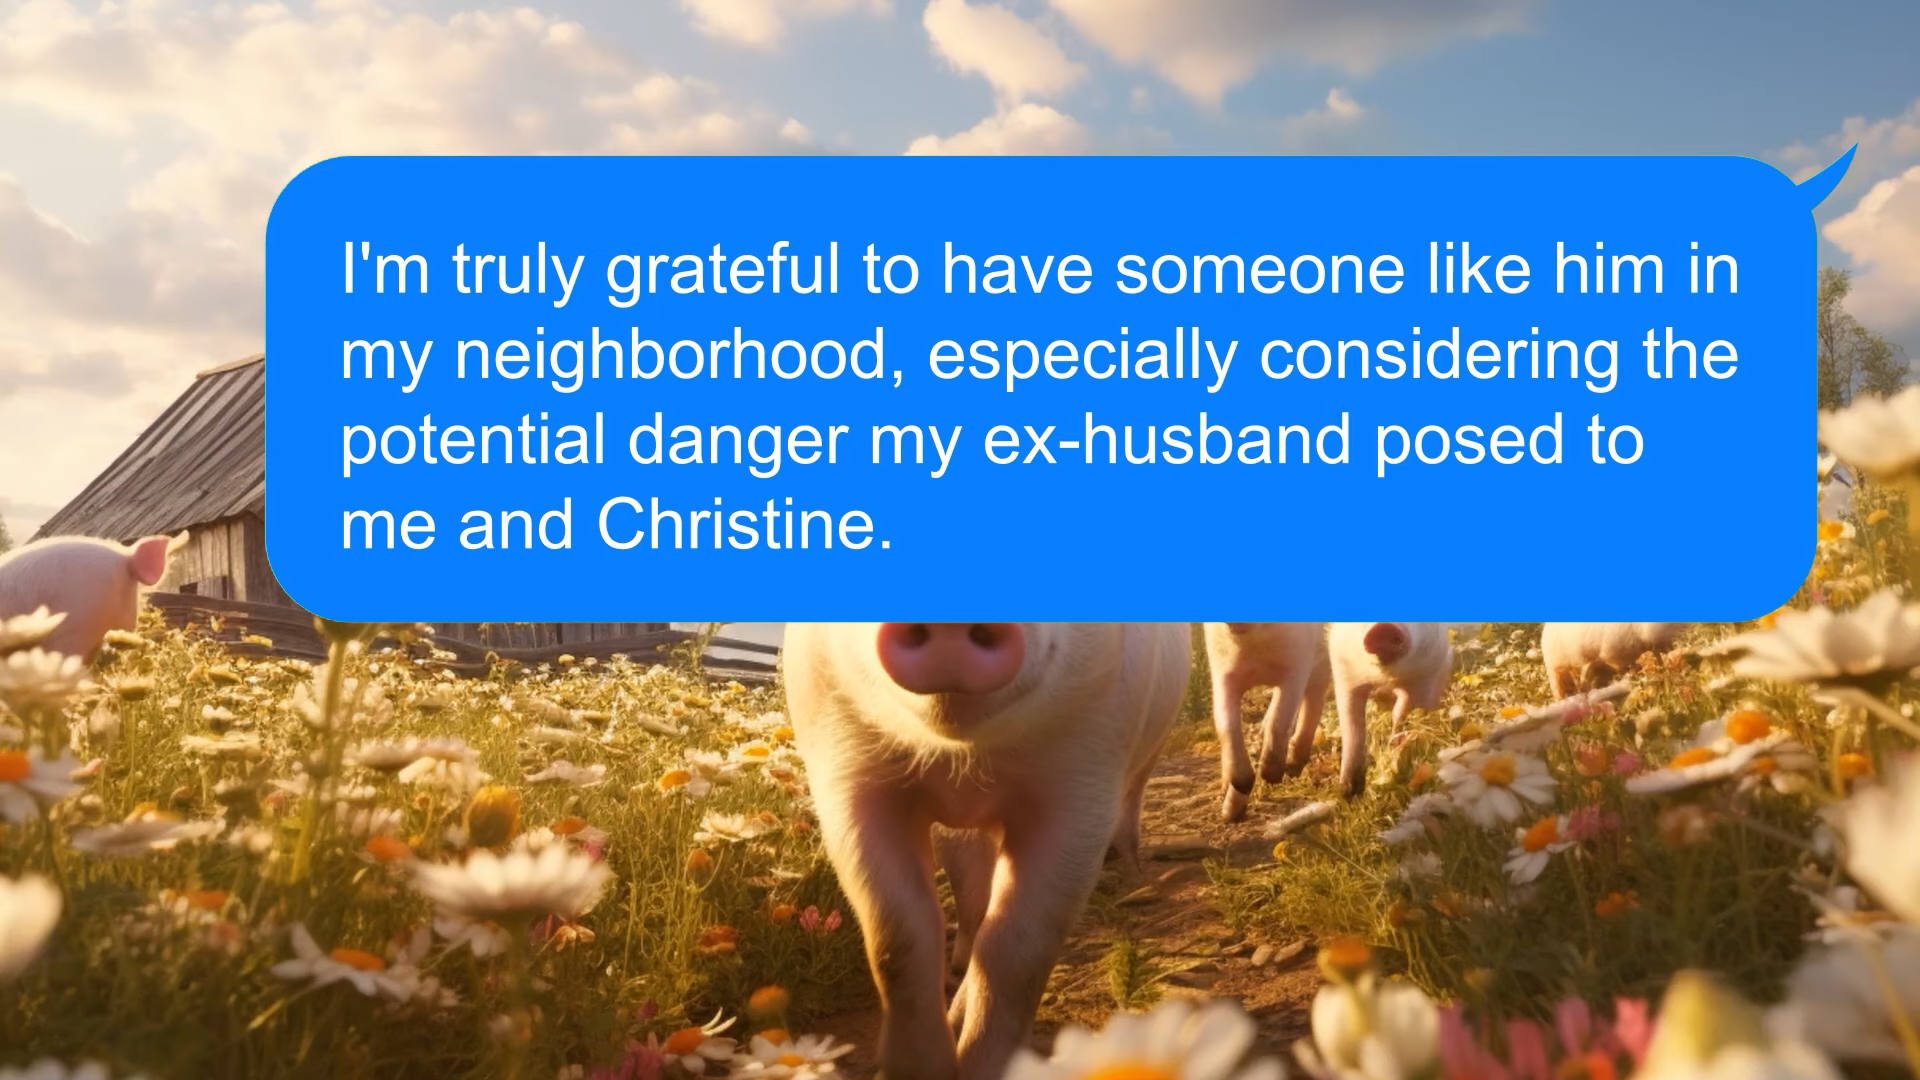 I'm truly grateful to have someone like him in
my neighborhood, especially considering the
potential danger my ex-husband posed to
me and Christine.